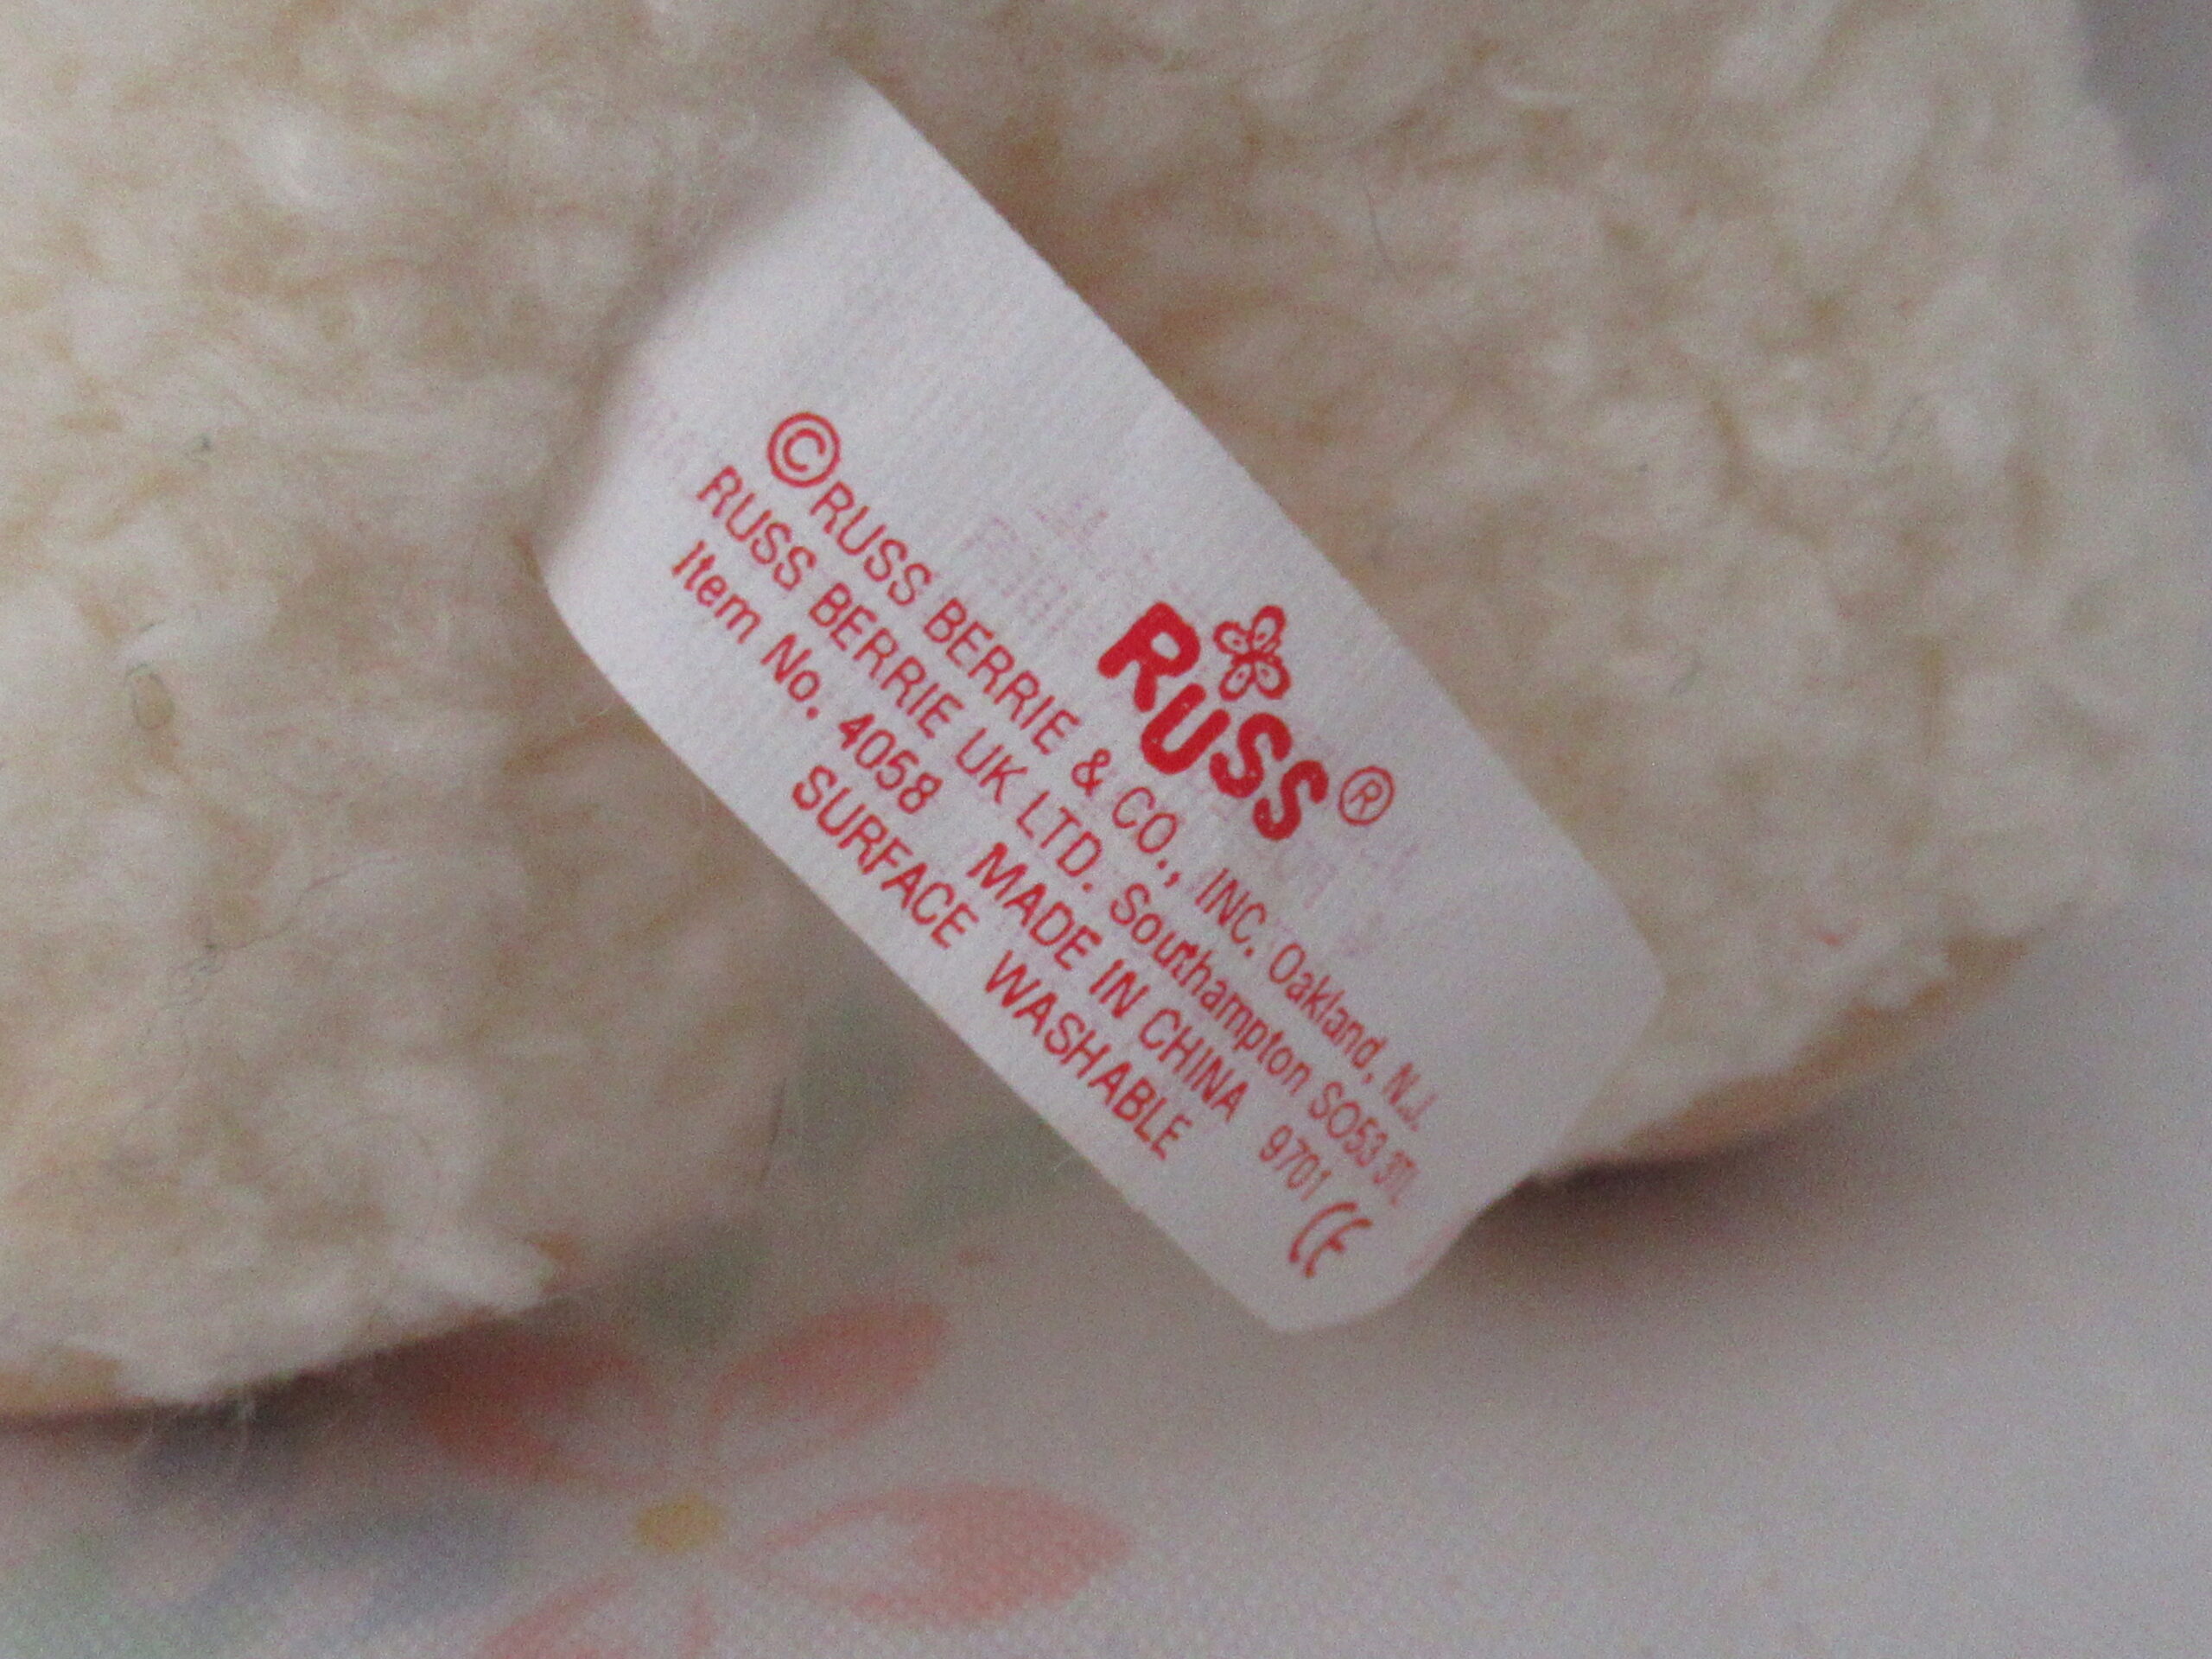 RUSS®
©RUSS BERRIE & CO., INC. Oakland, N.J.
RUSS BERRIE UK LTD. Southampton SO53 3TL
Item No. 4058 MADE IN CHINA 9701 CE
SURFACE WASHABLE